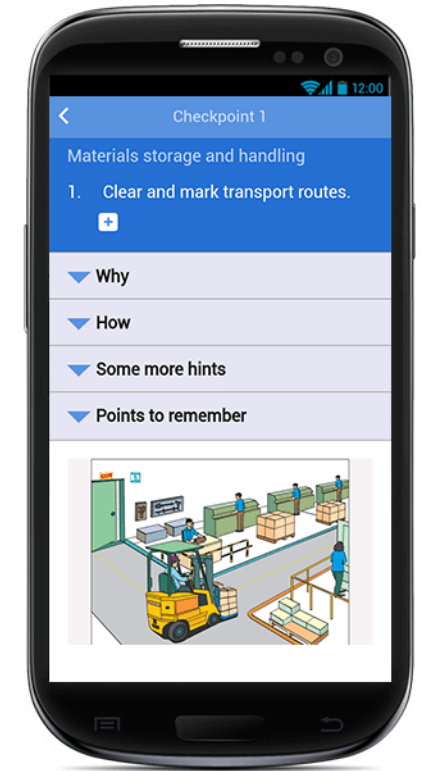 12:00
Checkpoint 1
Materials storage and handling
1. Clear and mark transport routes.
Why
How
Some more hints
Points to remember
EXIT